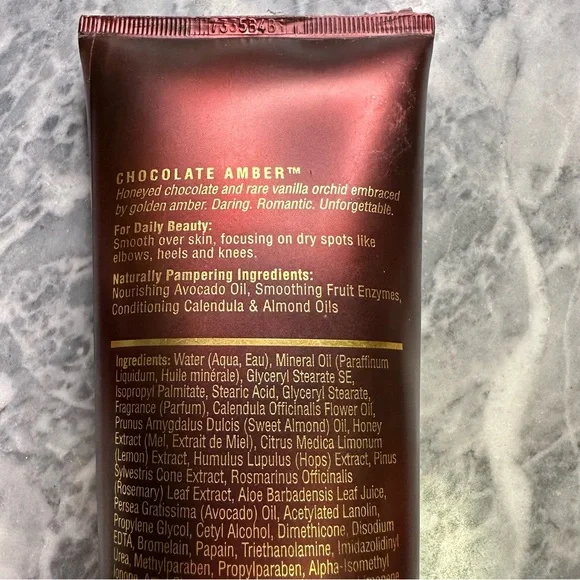 CHOCOLATE AMBER™
Honeyed chocolate and rare vanilla orchid embraced
by golden amber. Daring. Romantic. Unforgettable.
For Daily Beauty:
Smooth over skin, focusing on dry spots like
elbows, heels and knees.
Naturally Pampering Ingredients:
Nourishing Avocado Oil, Smoothing Fruit Enzymes,
Conditioning Calendula & Almond Oils
Ingredients: Water (Aqua, Eau), Mineral Oil (Paraffinum
Liquidum, Huile minérale), Glyceryl Stearate SE,
Isopropyl Palmitate, Stearic Acid, Glyceryl Stearate,
Fragrance (Parfum), Calendula Officinalis Flower Oil,
Prunus Amygdalus Dulcis (Sweet Almond) Oil, Honey
Extract (Mel, Extrait de Miel), Citrus Medica Limonum
(Lemon) Extract, Humulus Lupulus (Hops) Extract, Pinus
Sylvestris Cone Extract, Rosmarinus Officinalis
(Rosemary) Leaf Extract, Aloe Barbadensis Leaf Juice,
Persea Gratissima (Avocado) Oil, Acetylated Lanolin,
Propylene Glycol, Cetyl Alcohol, Dimethicone, Disodium
EDTA, Bromelain, Papain, Triethanolamine, Imidazolidinyl
Urea, Methylparaben, Propylparaben, Alpha-Isomethyl